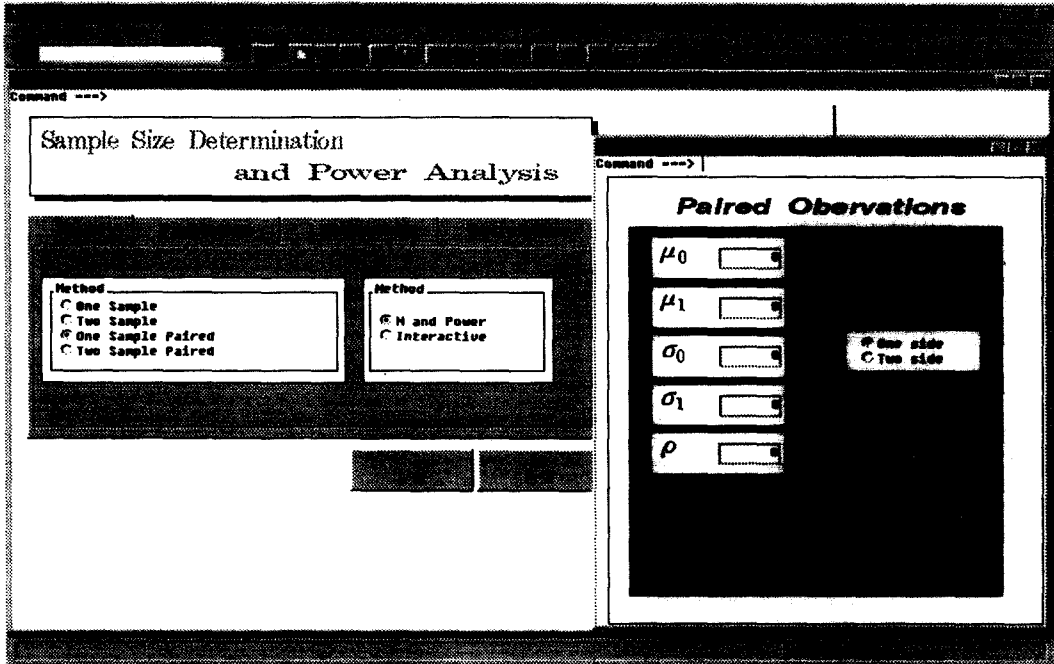 Command ===>
Sample Size Determination
and Power Analysis
Method
One Sample
Two Sample
One Sample Paired
Two Sample Paired
Method
N and Power
Interactive
Command ===>
Paired Obervations
μ0
μ1
σ0
σ1
ρ
One side
Two side